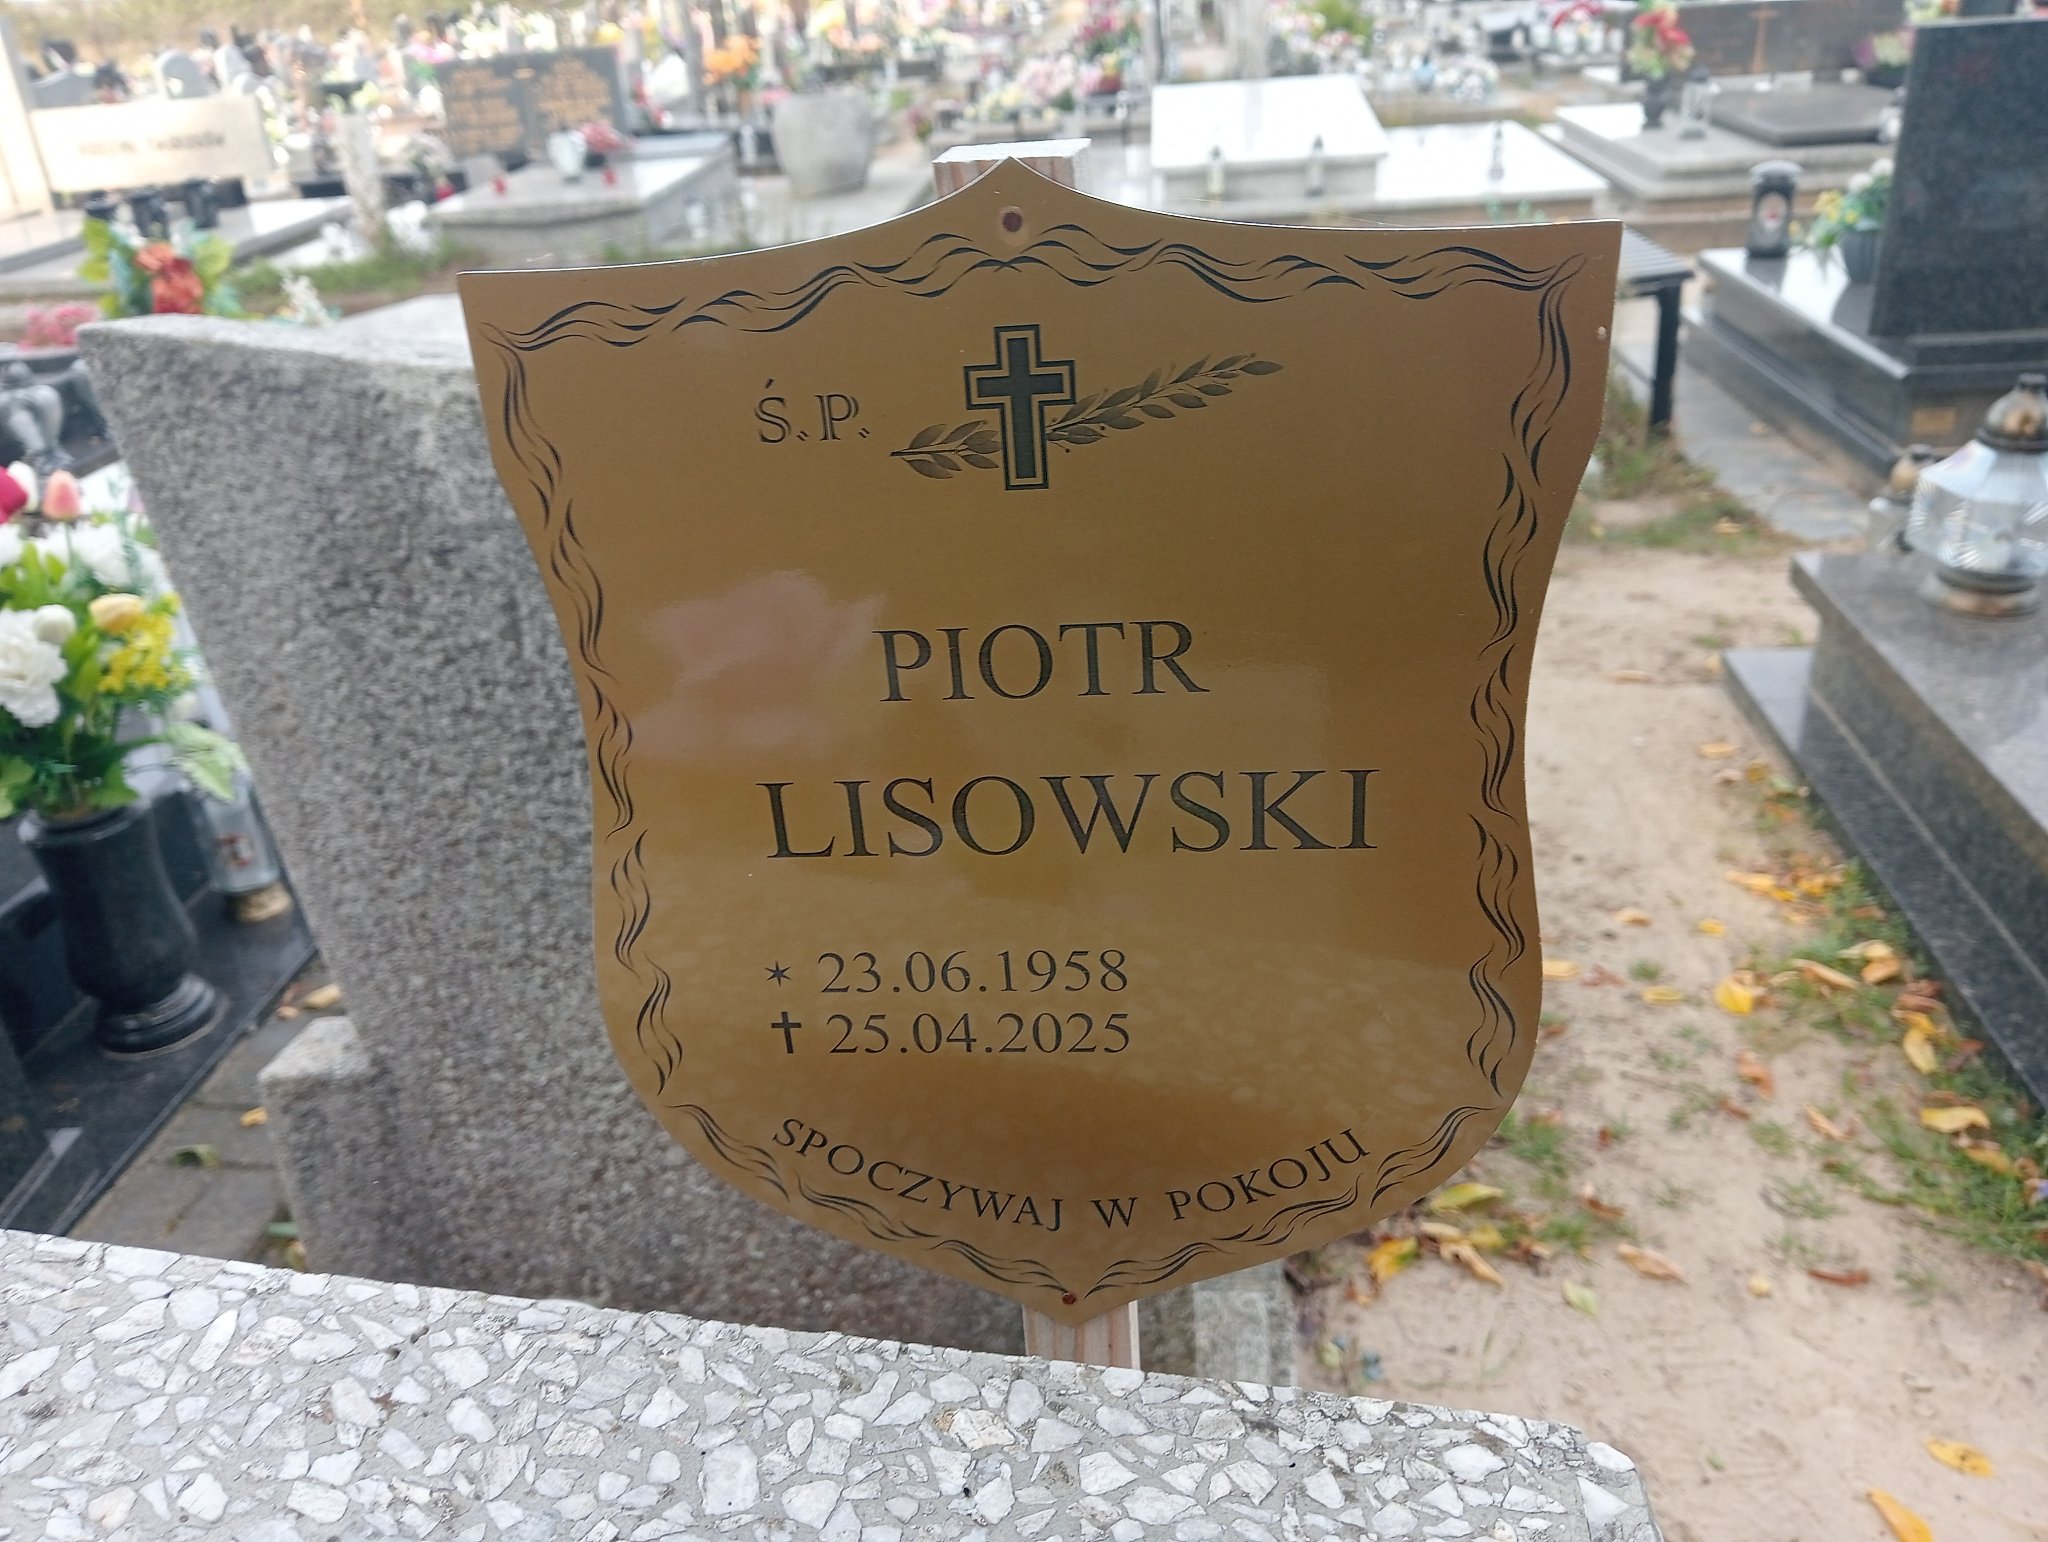 Ś.P.
PIOTR
LISOWSKI
* 23.06.1958
† 25.04.2025
SPOCZYWAJ W POKOJU